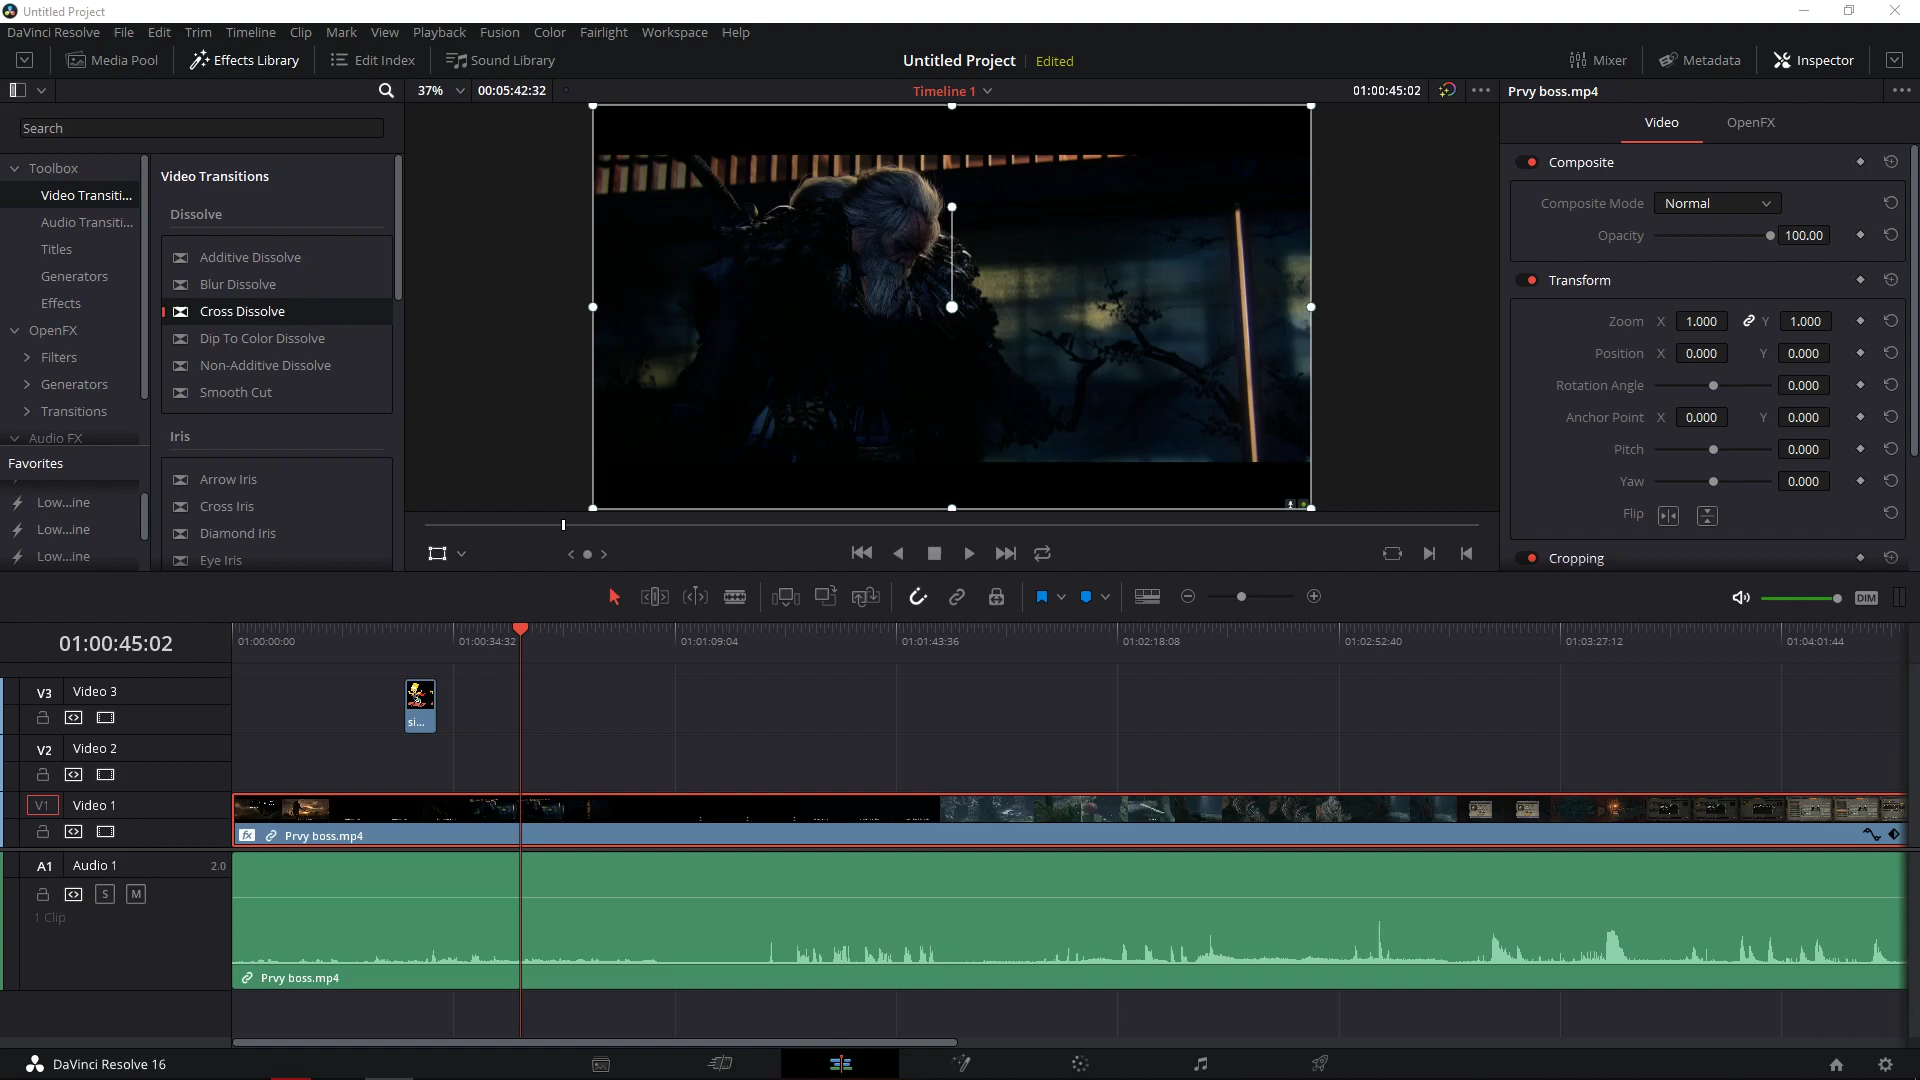 Untitled Project
DaVinci Resolve File Edit Trim Timeline Clip Mark View Playback Fusion Color Fairlight Workspace Help
Media Pool Effects Library Edit Index Sound Library Untitled Project Edited Mixer Metadata Inspector
37% 00:05:42:32 Timeline 1 01:00:45:02 Prvy boss.mp4
Search
Video OpenFX
Toolbox
Video Transiti...
Audio Transiti...
Titles
Generators
Effects
OpenFX
Filters
Generators
Transitions
Audio FX
Favorites
Low...ine
Low...ine
Low...ine
Video Transitions
Dissolve
Additive Dissolve
Blur Dissolve
Cross Dissolve
Dip To Color Dissolve
Non-Additive Dissolve
Smooth Cut
Iris
Arrow Iris
Cross Iris
Diamond Iris
Eye Iris
Composite
Composite Mode Normal
Opacity 100.00
Transform
Zoom X 1.000 Y 1.000
Position X 0.000 Y 0.000
Rotation Angle 0.000
Anchor Point X 0.000 Y 0.000
Pitch 0.000
Yaw 0.000
Flip
Cropping
DIM
01:00:45:02
01:00:00:00 01:00:34:32 01:01:09:04 01:01:43:36 01:02:18:08 01:02:52:40 01:03:27:12 01:04:01:44
V3 Video 3
si...
V2 Video 2
V1 Video 1
fx Prvy boss.mp4
A1 Audio 1 2.0
S M
1 Clip
Prvy boss.mp4
DaVinci Resolve 16